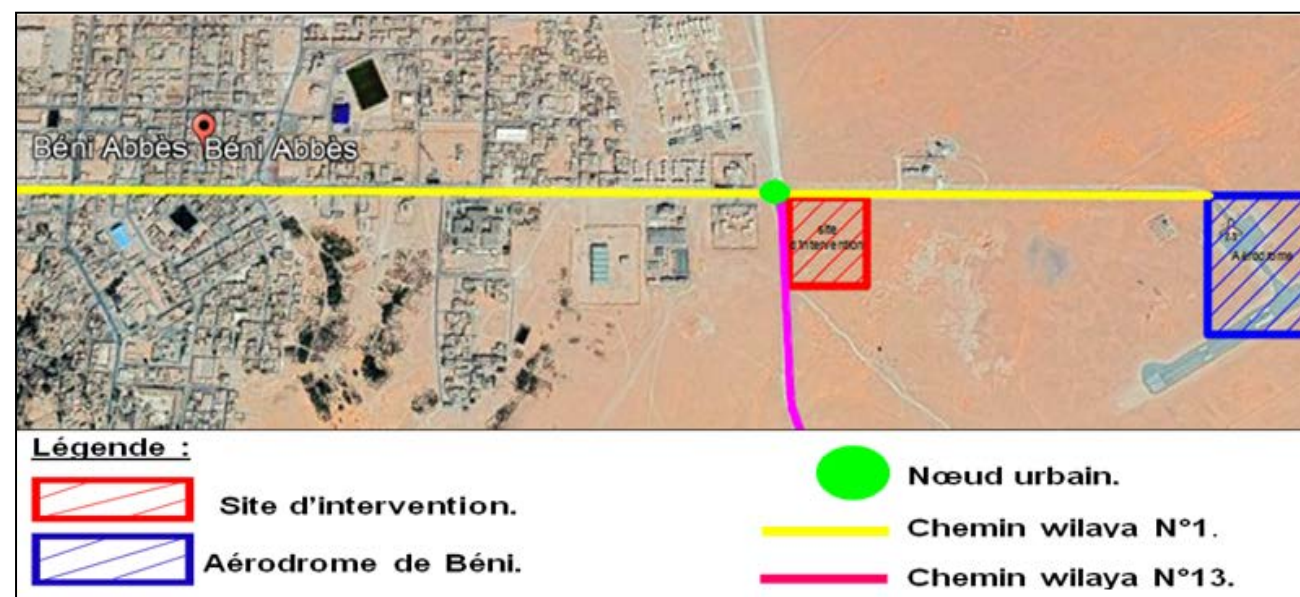 Béni Abbès Béni Abbès
site
d'intervention
Aérodrome
Légende :
Site d'intervention.
Aérodrome de Béni.
Nœud urbain.
Chemin wilaya N°1.
Chemin wilaya N°13.